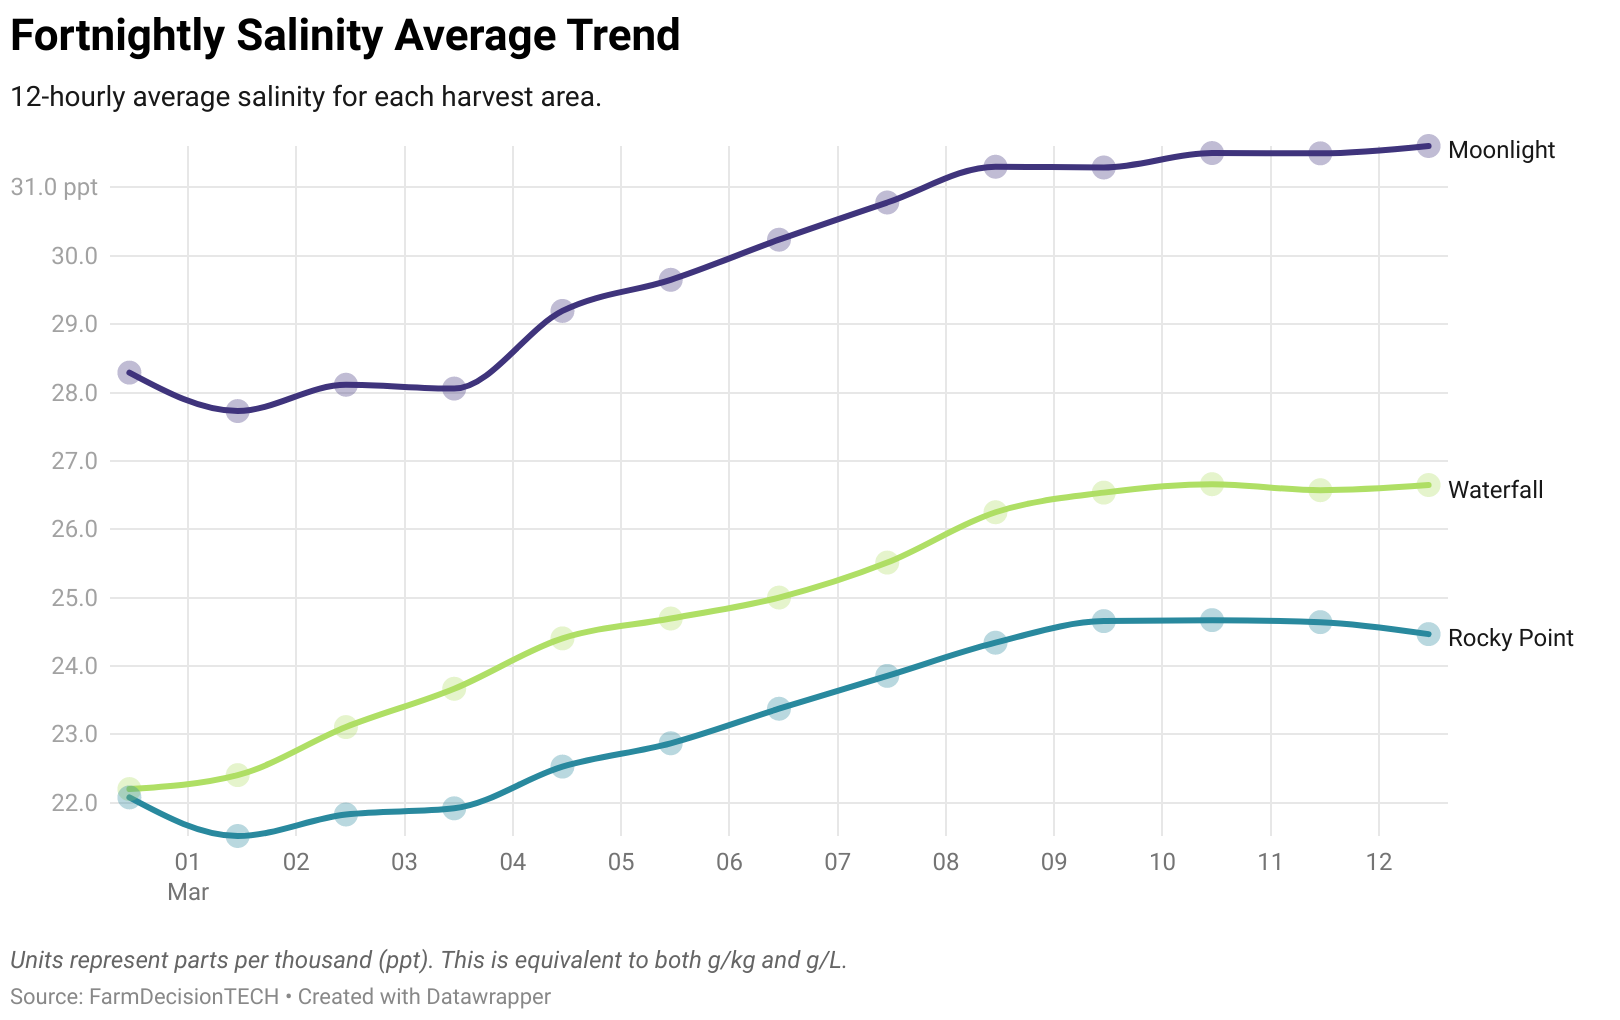 Fortnightly Salinity Average Trend
12-hourly average salinity for each harvest area.
Moonlight
31.0 ppt
30.0
29.0
28.0
27.0
Waterfall
26.0
25.0
Rocky Point
24.0
23.0
22.0
01 02 03 04 05 06 07 08 09 10 11 12
Mar
Units represent parts per thousand (ppt). This is equivalent to both g/kg and g/L.
Source: FarmDecisionTECH • Created with Datawrapper